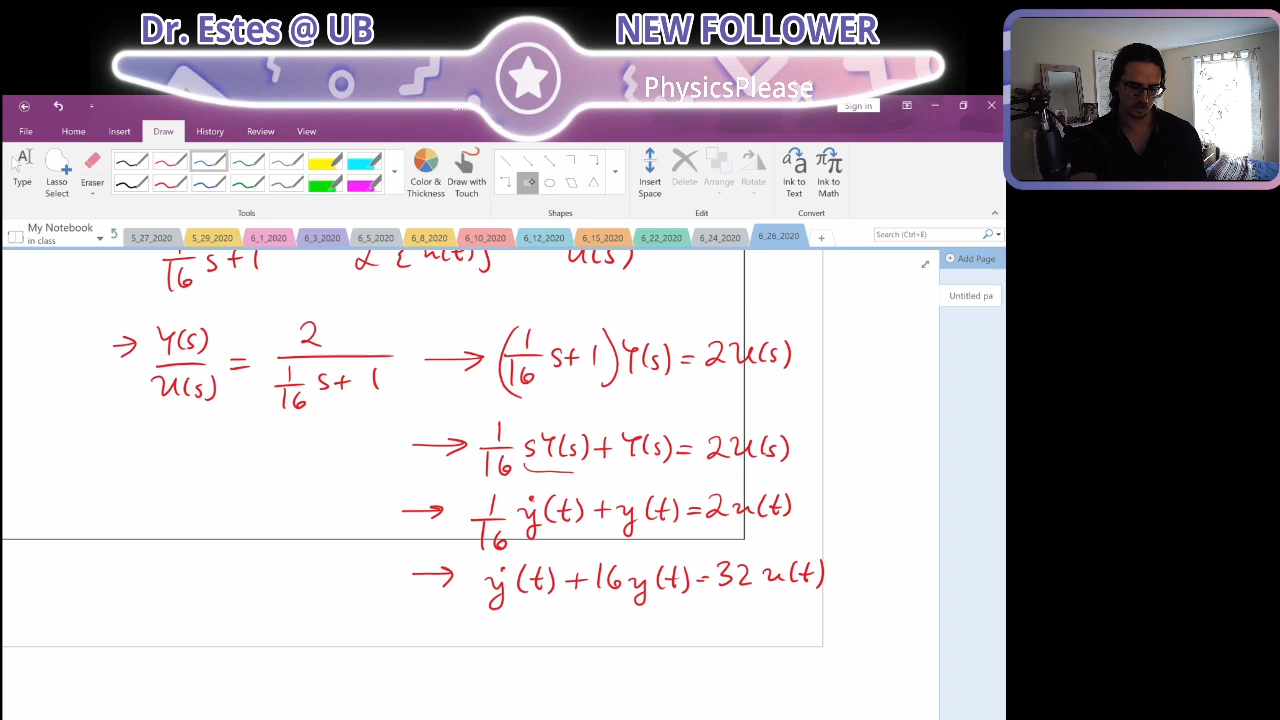 Dr. Estes @ UB
NEW FOLLOWER
PhysicsPlease
Sign in
File Home Insert Draw History Review View
Type Lasso Select Eraser Color & Thickness Draw with Touch Insert Space Delete Arrange Rotate Ink to Text Ink to Math
Tools Shapes Edit Convert
My Notebook
in class
5 5_27_2020 5_29_2020 6_1_2020 6_3_2020 6_5_2020 6_8_2020 6_10_2020 6_12_2020 6_15_2020 6_22_2020 6_24_2020 6_26_2020 + Search (Ctrl+E)
Add Page
Untitled pa
1/16 s+1 L{u(t)} U(s)
→ Y(s)/U(s) = 2/(1/16 s+1) → (1/16 s+1)Y(s) = 2U(s)
→ 1/16 sY(s) + Y(s) = 2U(s)
→ 1/16 ẏ(t) + y(t) = 2u(t)
→ ẏ(t) + 16y(t) = 32u(t)